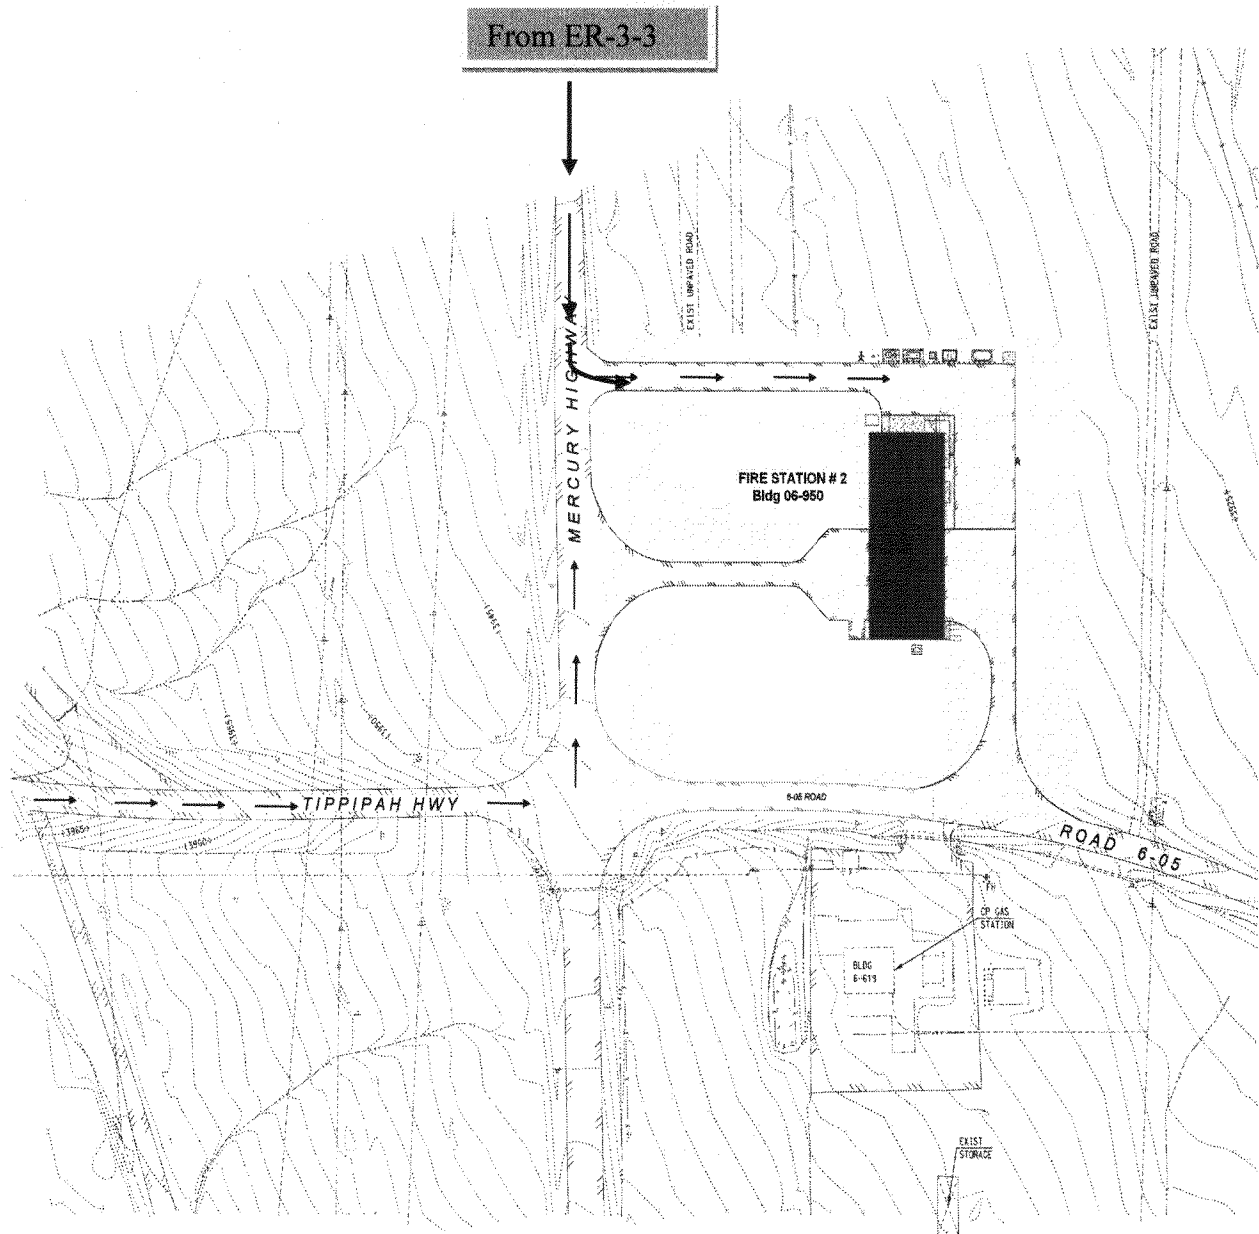 From ER-3-3
EXIST UNPAVED ROAD
EXIST UNPAVED ROAD
MERCURY HIGHWAY
FIRE STATION # 2
Bldg 06-950
TIPPIPAH HWY
6-05 ROAD
ROAD 6-05
FH
CP GAS
STATION
BLDG
6-619
EXIST
STORAGE